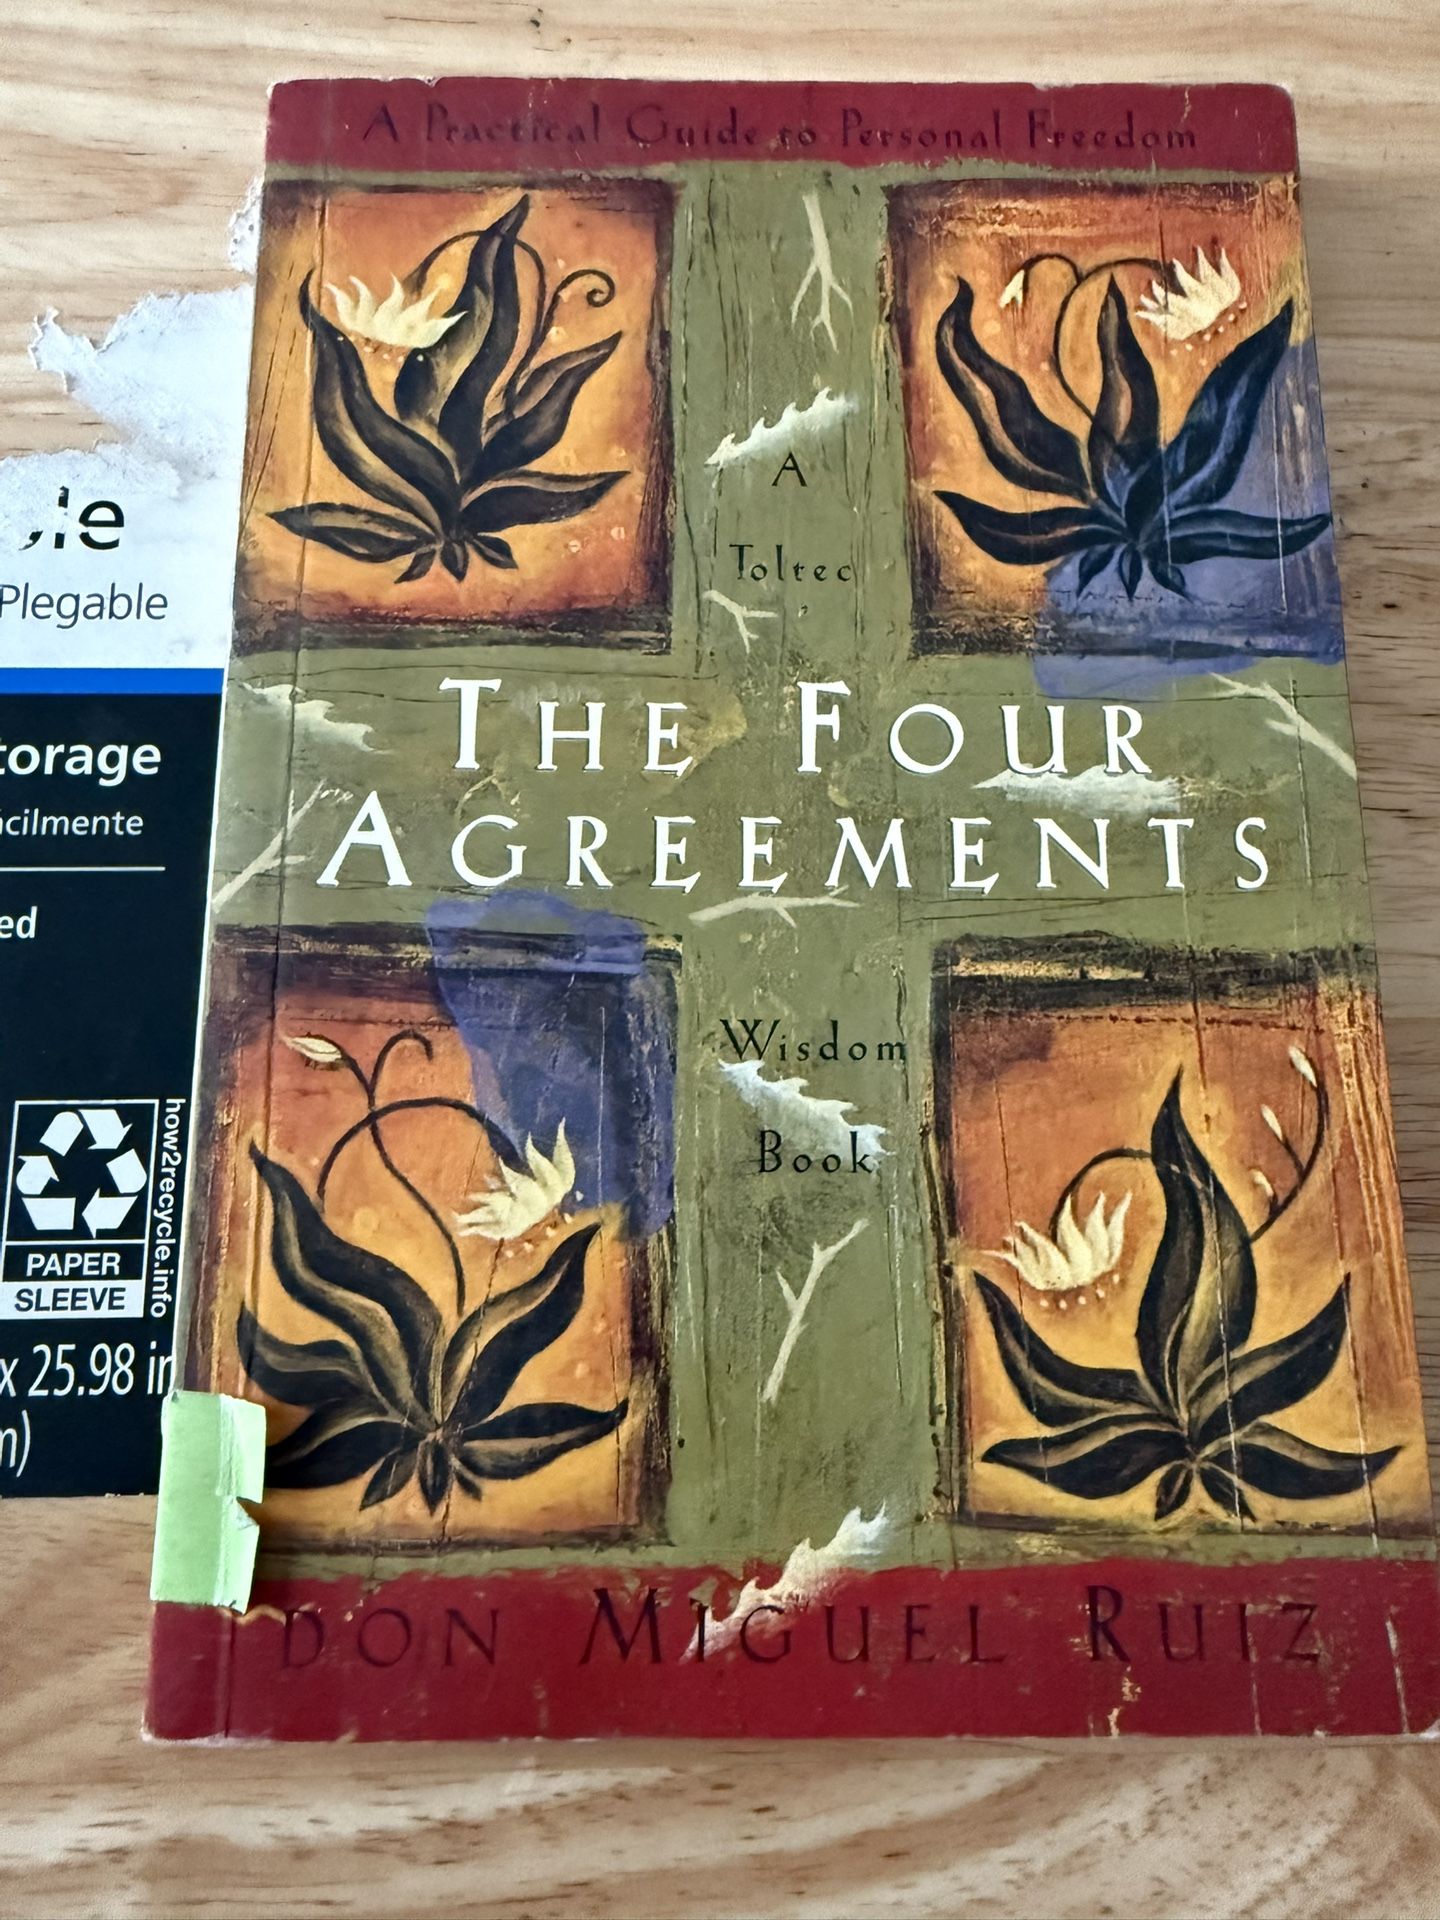 A Practical Guide to Personal Freedom
A
Toltec
THE FOUR
AGREEMENTS
Wisdom
Book
DON MIGUEL RUIZ
Plegable
torage
ácilmente
ed
how2recycle.info
PAPER
SLEEVE
x 25.98 in